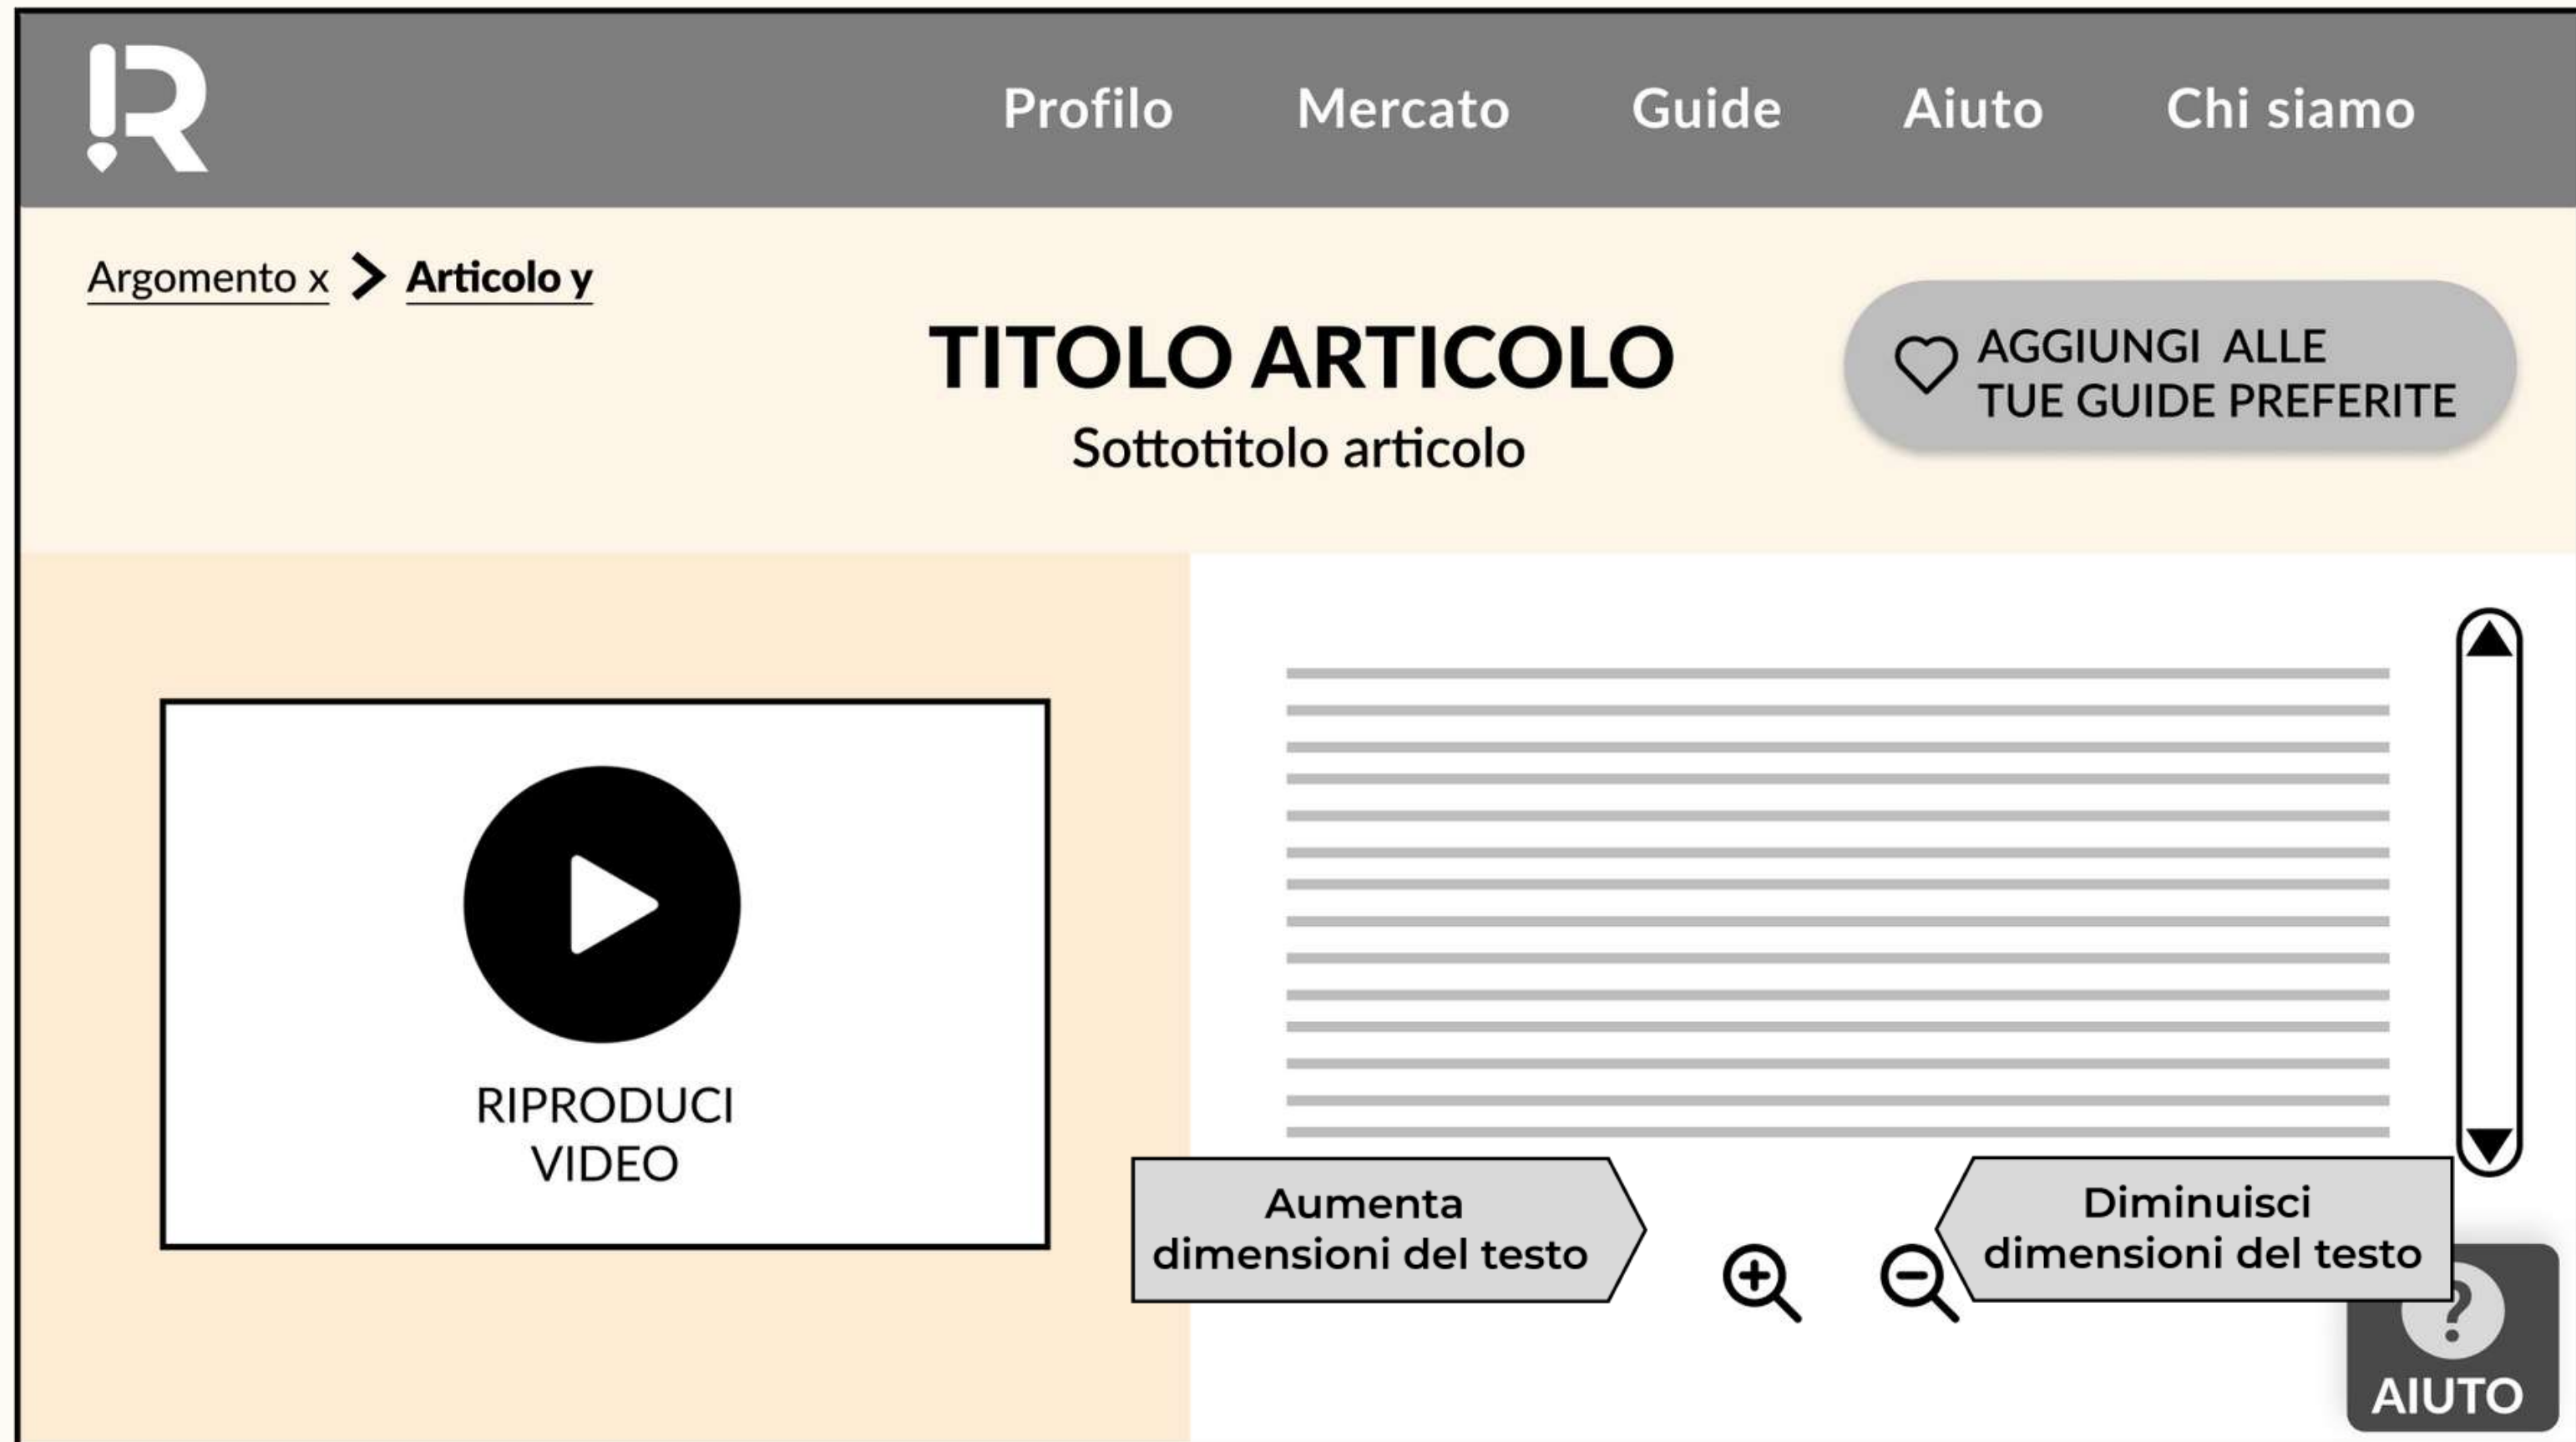 R
Profilo
Mercato
Guide
Aiuto
Chi siamo
Argomento x
Articolo y
TITOLO ARTICOLO
Sottotitolo articolo
AGGIUNGI ALLE
TUE GUIDE PREFERITE
RIPRODUCI
VIDEO
Aumenta
dimensioni del testo
Diminuisci
dimensioni del testo
?
AIUTO